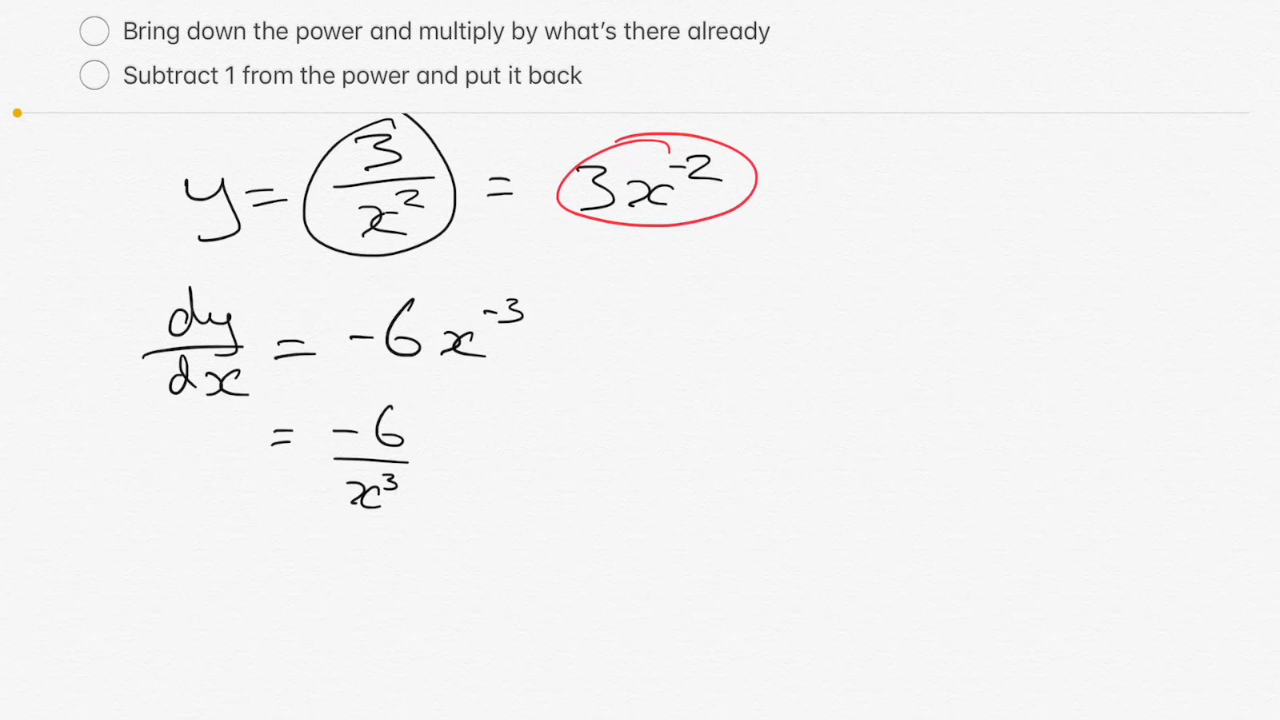 Bring down the power and multiply by what's there already
Subtract 1 from the power and put it back
y = 3/x² = 3x⁻²
dy/dx = -6x⁻³
= -6/x³